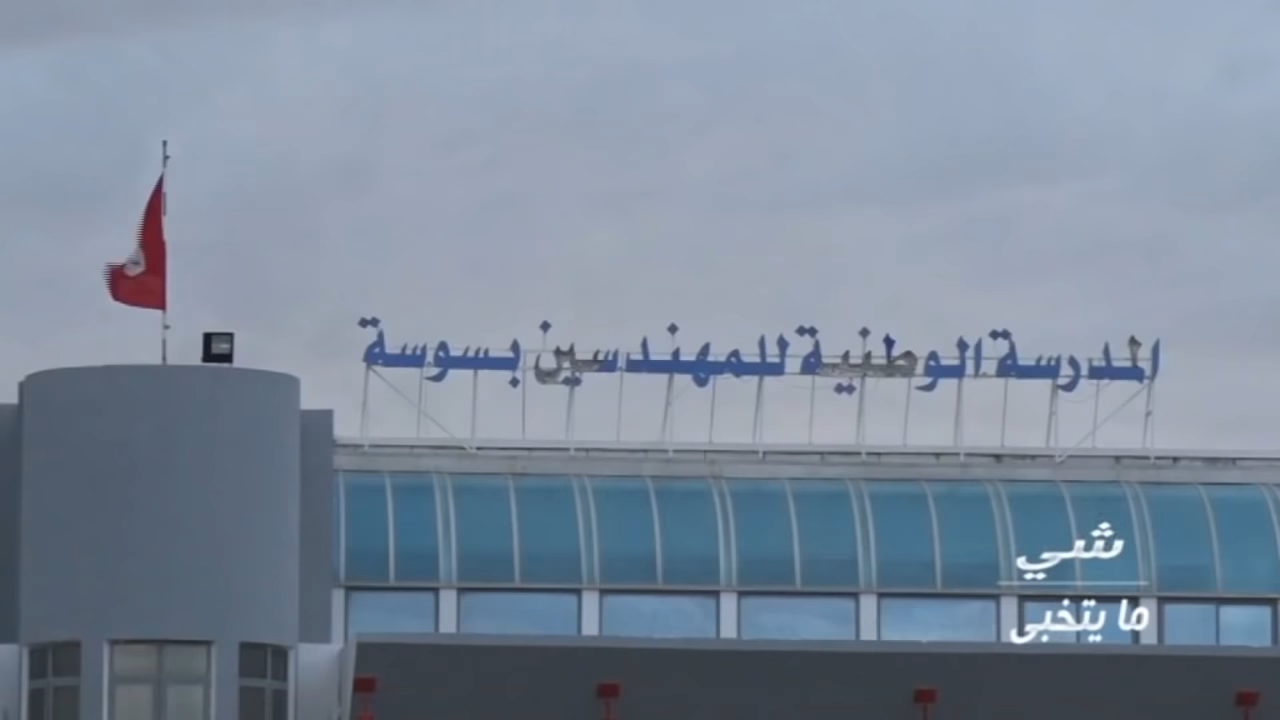 المدرسة الوطنية للمهندسين بسوسة
شي
ما يتخبى